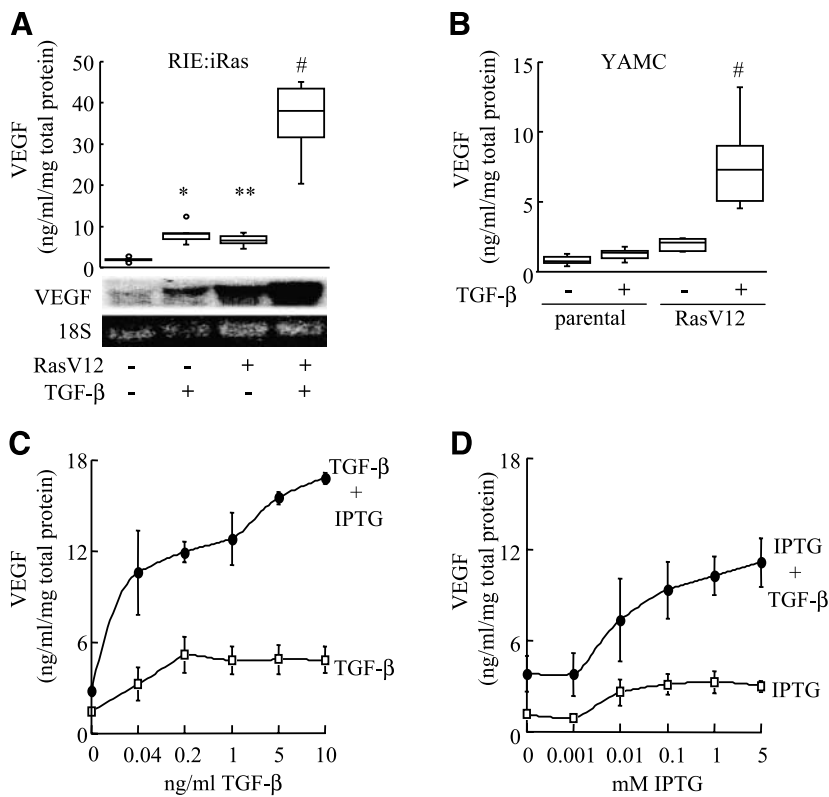 A
RIE:iRas
VEGF
(ng/ml/mg total protein)
50
40
30
20
10
0
*
**
#
VEGF
18S
RasV12 - - + +
TGF-β - + - +
B
YAMC
VEGF
(ng/ml/mg total protein)
15
10
5
0
#
TGF-β - + - +
parental RasV12
C
VEGF
(ng/ml/mg total protein)
18
12
6
0
TGF-β
+
IPTG
TGF-β
0 0.04 0.2 1 5 10
ng/ml TGF-β
D
VEGF
(ng/ml/mg total protein)
18
12
6
0
IPTG
+
TGF-β
IPTG
0 0.001 0.01 0.1 1 5
mM IPTG